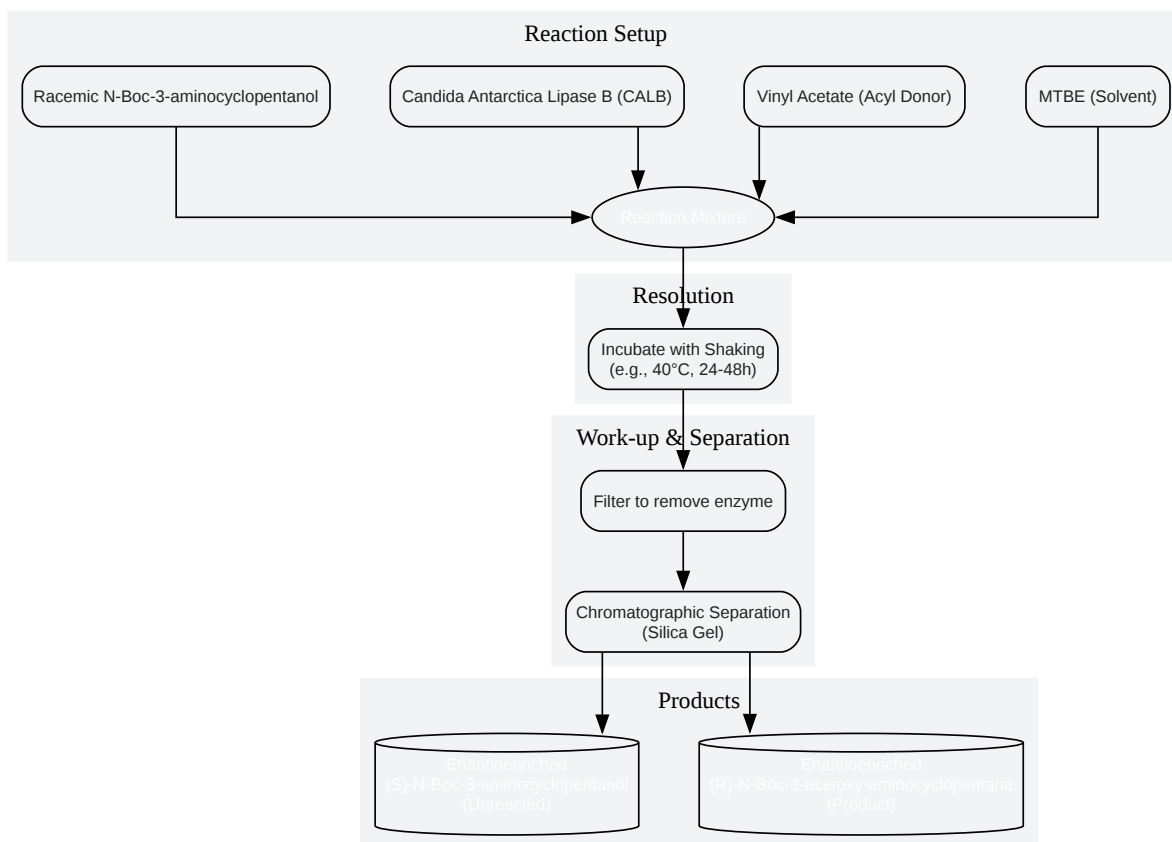 Reaction Setup
Racemic N-Boc-3-aminocyclopentanol
Candida Antarctica Lipase B (CALB)
Vinyl Acetate (Acyl Donor)
MTBE (Solvent)
Reaction Mixture
Resolution
Incubate with Shaking
(e.g., 40°C, 24-48h)
Work-up & Separation
Filter to remove enzyme
Chromatographic Separation
(Silica Gel)
Products
Enantioenriched
(S)-N-Boc-3-aminocyclopentanol
(Unreacted)
Enantioenriched
(R)-N-Boc-3-acetoxy-aminocyclopentane
(Product)